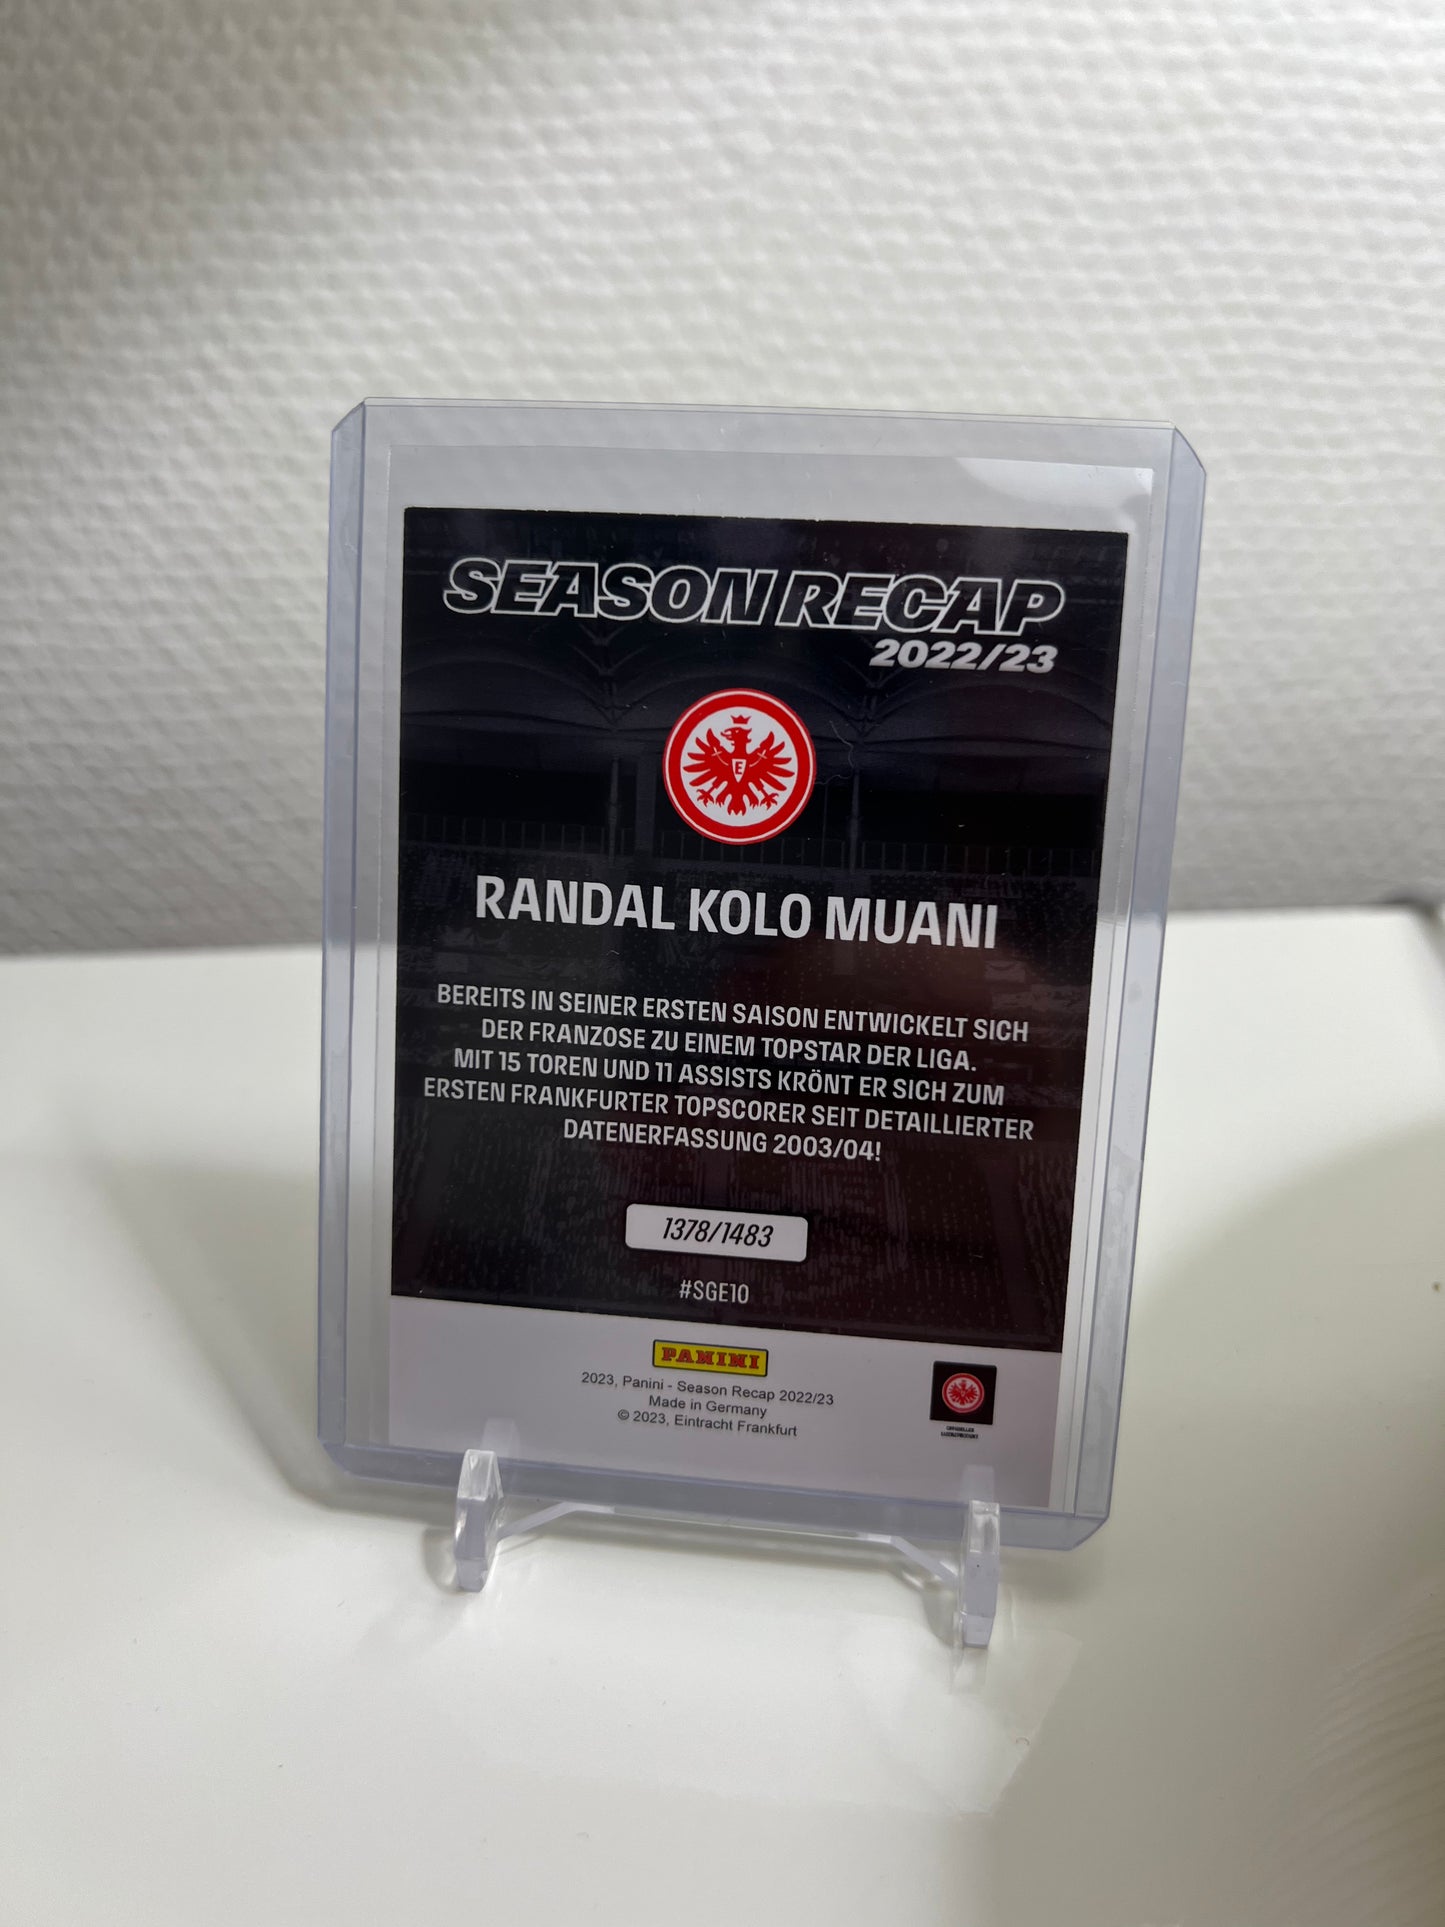 SEASON RECAP
2022/23
E
RANDAL KOLO MUANI
BEREITS IN SEINER ERSTEN SAISON ENTWICKELT SICH
DER FRANZOSE ZU EINEM TOPSTAR DER LIGA.
MIT 15 TOREN UND 11 ASSISTS KRÖNT ER SICH ZUM
ERSTEN FRANKFURTER TOPSCORER SEIT DETAILLIERTER
DATENERFASSUNG 2003/04!
1378/1483
#SGE10
PANINI
2023, Panini - Season Recap 2022/23
Made in Germany
© 2023, Eintracht Frankfurt
OFFIZIELLES
LIZENZPRODUKT